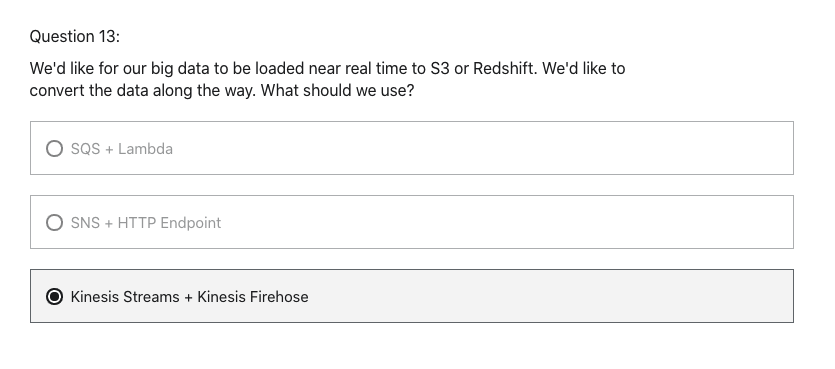 Question 13:
We'd like for our big data to be loaded near real time to S3 or Redshift. We'd like to
convert the data along the way. What should we use?
SQS + Lambda
SNS + HTTP Endpoint
Kinesis Streams + Kinesis Firehose